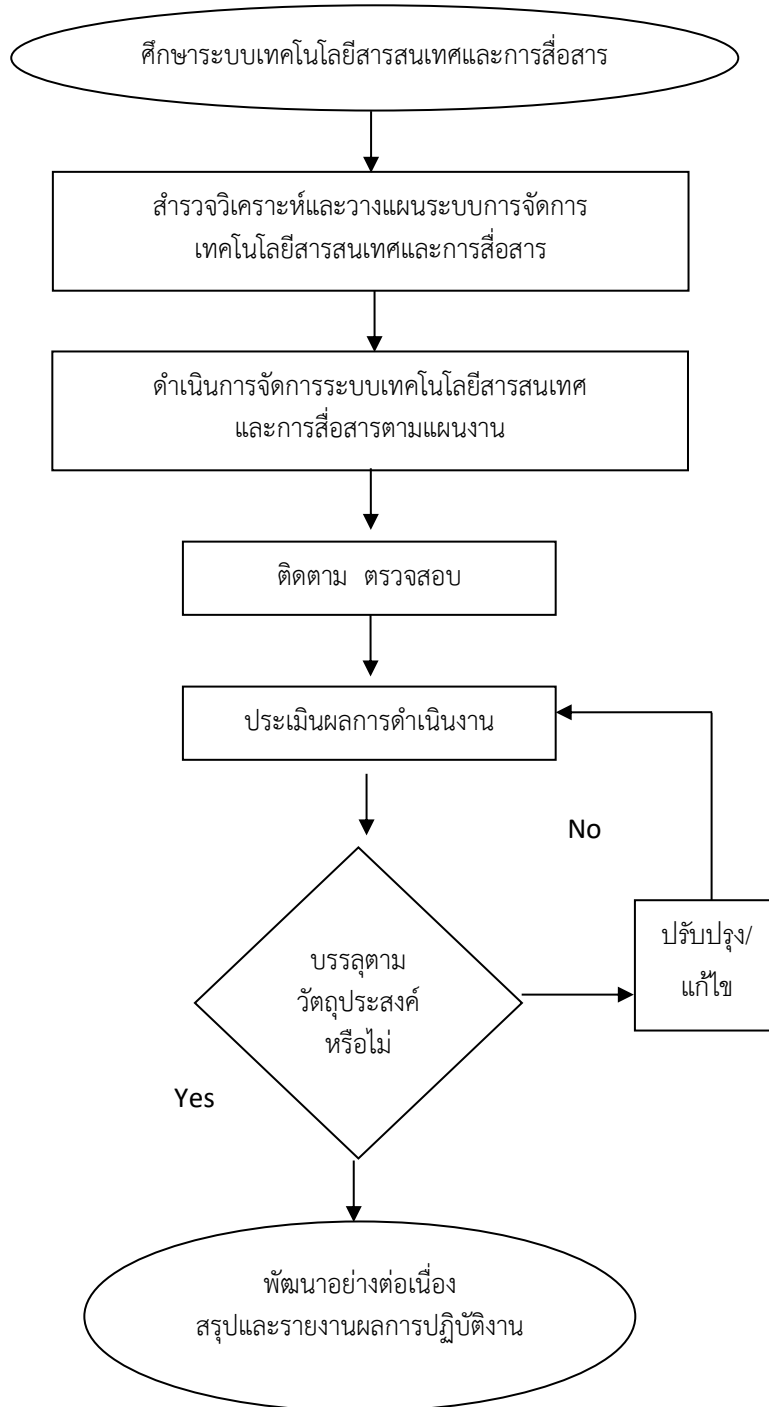 ศึกษาระบบเทคโนโลยีสารสนเทศและการสื่อสาร
สำรวจวิเคราะห์และวางแผนระบบการจัดการ
เทคโนโลยีสารสนเทศและการสื่อสาร
ดำเนินการจัดการระบบเทคโนโลยีสารสนเทศ
และการสื่อสารตามแผนงาน
ติดตาม ตรวจสอบ
ประเมินผลการดำเนินงาน
No
ปรับปรุง/
แก้ไข
บรรลุตาม
วัตถุประสงค์
หรือไม่
Yes
พัฒนาอย่างต่อเนื่อง
สรุปและรายงานผลการปฏิบัติงาน